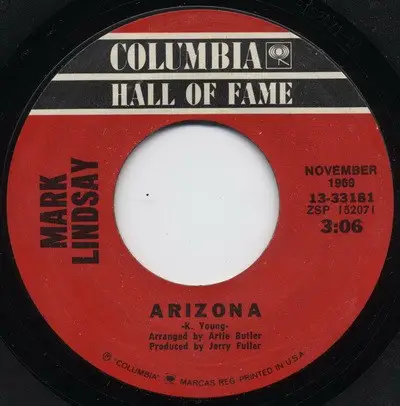 COLUMBIA
HALL OF FAME
MARK
LINDSAY
NOVEMBER
1969
13-33181
ZSP 152071
3:06
ARIZONA
-K. Young-
Arranged by Artie Butler
Produced by Jerry Fuller
Ⓟ "COLUMBIA" MARCAS REG. PRINTED IN U.S.A.